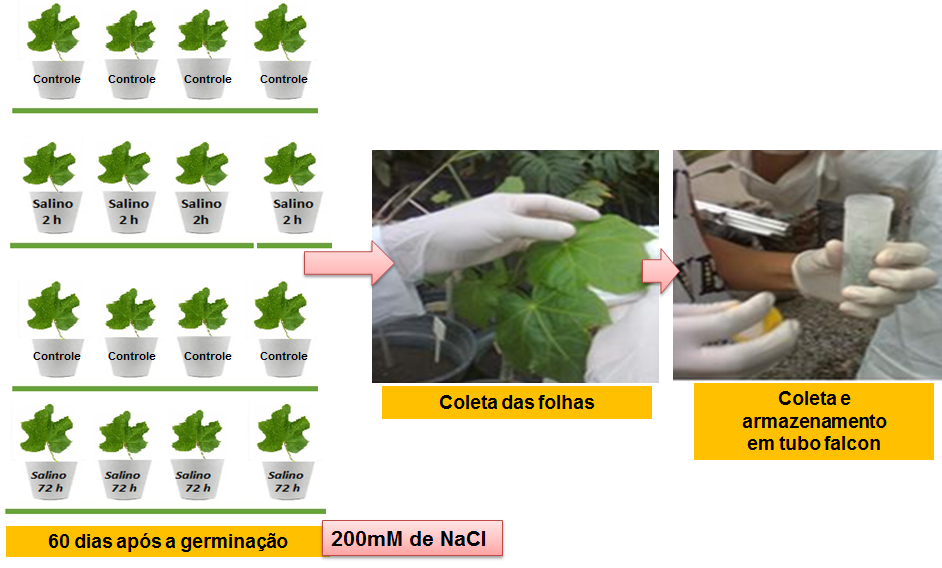 Controle Controle Controle Controle
Salino Salino Salino Salino
2 h 2 h 2h 2 h
Controle Controle Controle Controle
Salino Salino Salino Salino
72 h 72 h 72 h 72 h
60 dias após a germinação
200mM de NaCl
Coleta das folhas
Coleta e
armazenamento
em tubo falcon